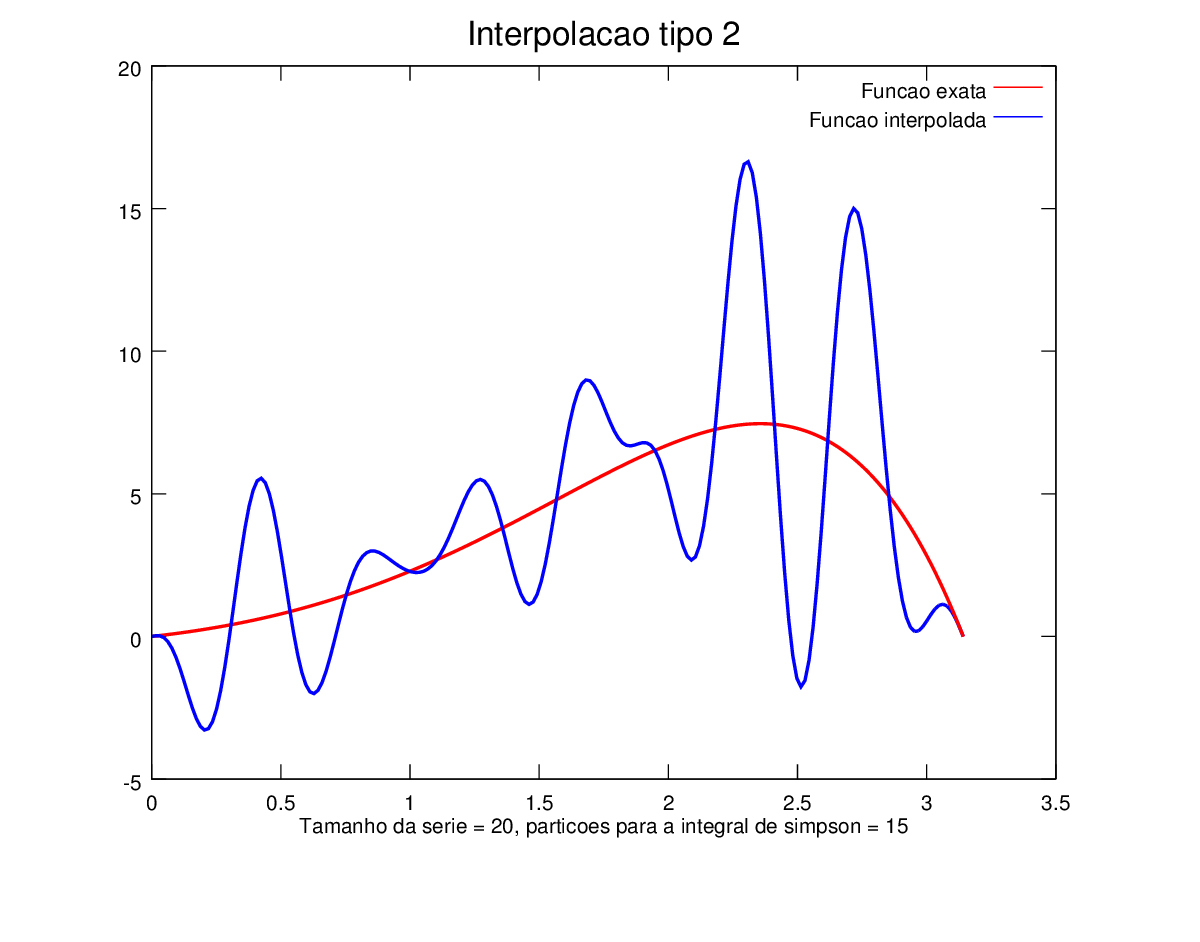 Interpolacao tipo 2
Funcao exata
Funcao interpolada
20
15
10
5
0
-5
0 0.5 1 1.5 2 2.5 3 3.5
Tamanho da serie = 20, particoes para a integral de simpson = 15